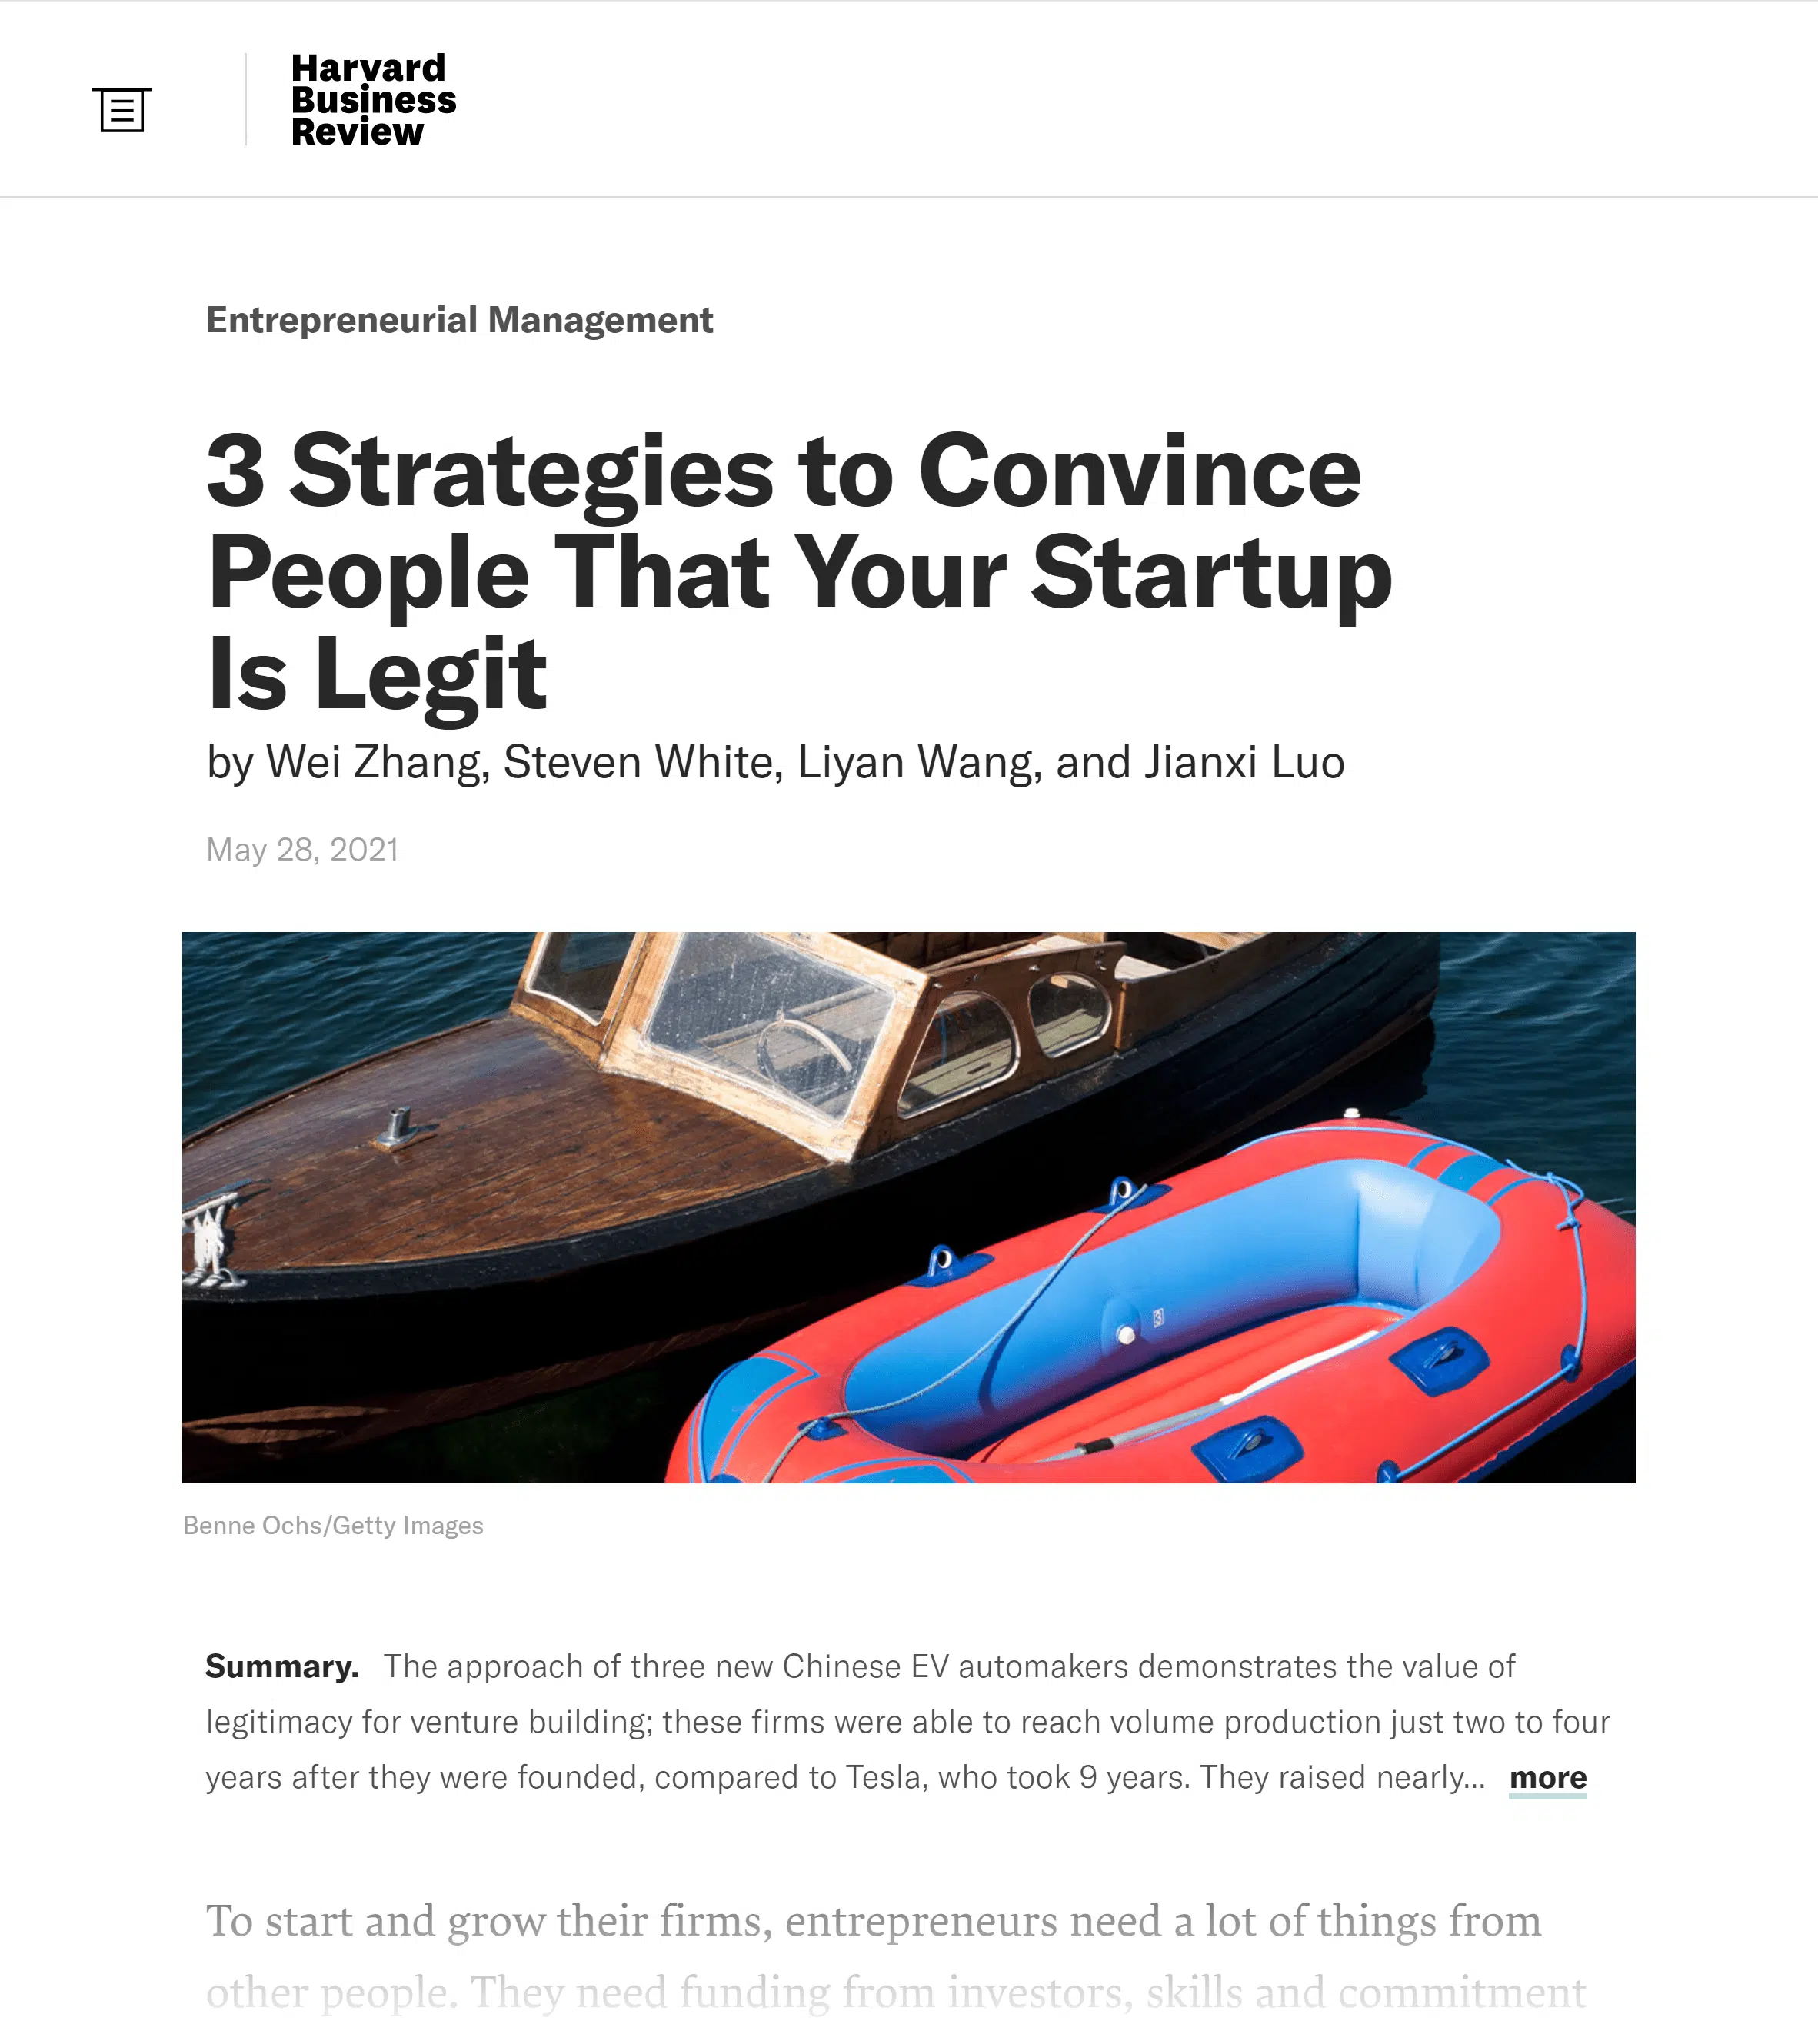 Harvard
Business
Review
Entrepreneurial Management
3 Strategies to Convince
People That Your Startup
Is Legit
by Wei Zhang, Steven White, Liyan Wang, and Jianxi Luo
May 28, 2021
Benne Ochs/Getty Images
Summary. The approach of three new Chinese EV automakers demonstrates the value of
legitimacy for venture building; these firms were able to reach volume production just two to four
years after they were founded, compared to Tesla, who took 9 years. They raised nearly... more
To start and grow their firms, entrepreneurs need a lot of things from
other people. They need funding from investors, skills and commitment